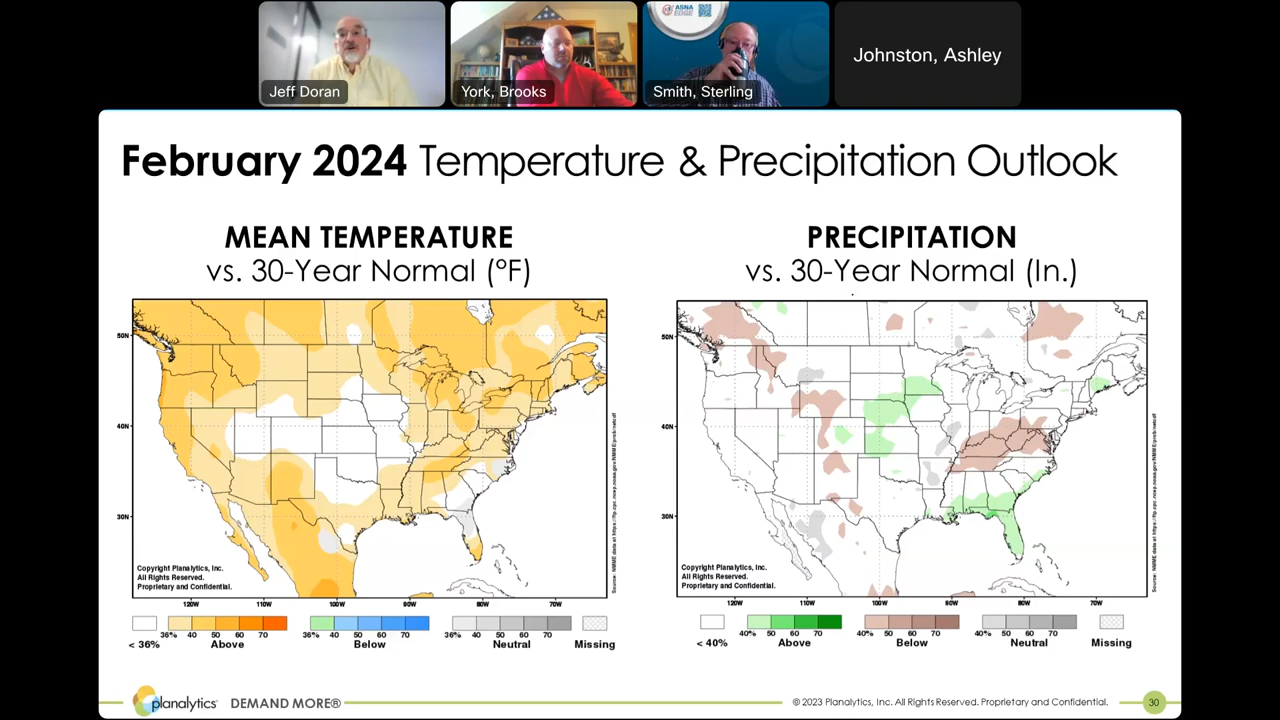 ASNA
EDGE
Jeff Doran
York, Brooks
Smith, Sterling
Johnston, Ashley
February 2024 Temperature & Precipitation Outlook
MEAN TEMPERATURE
vs. 30-Year Normal (°F)
PRECIPITATION
vs. 30-Year Normal (In.)
50N
40N
30N
Copyright Planalytics, Inc.
All Rights Reserved.
Proprietary and Confidential.
120W 110W 100W 90W 80W 70W
50N
40N
30N
Copyright Planalytics, Inc.
All Rights Reserved.
Proprietary and Confidential.
120W 110W 100W 90W 80W 70W
36% 40 50 60 70 36% 40 50 60 70 36% 40 50 60 70
< 36% Above Below Neutral Missing
40% 50 60 70 40% 50 60 70 40% 50 60 70
< 40% Above Below Neutral Missing
planalytics DEMAND MORE®
© 2023 Planalytics, Inc. All Rights Reserved. Proprietary and Confidential.
30